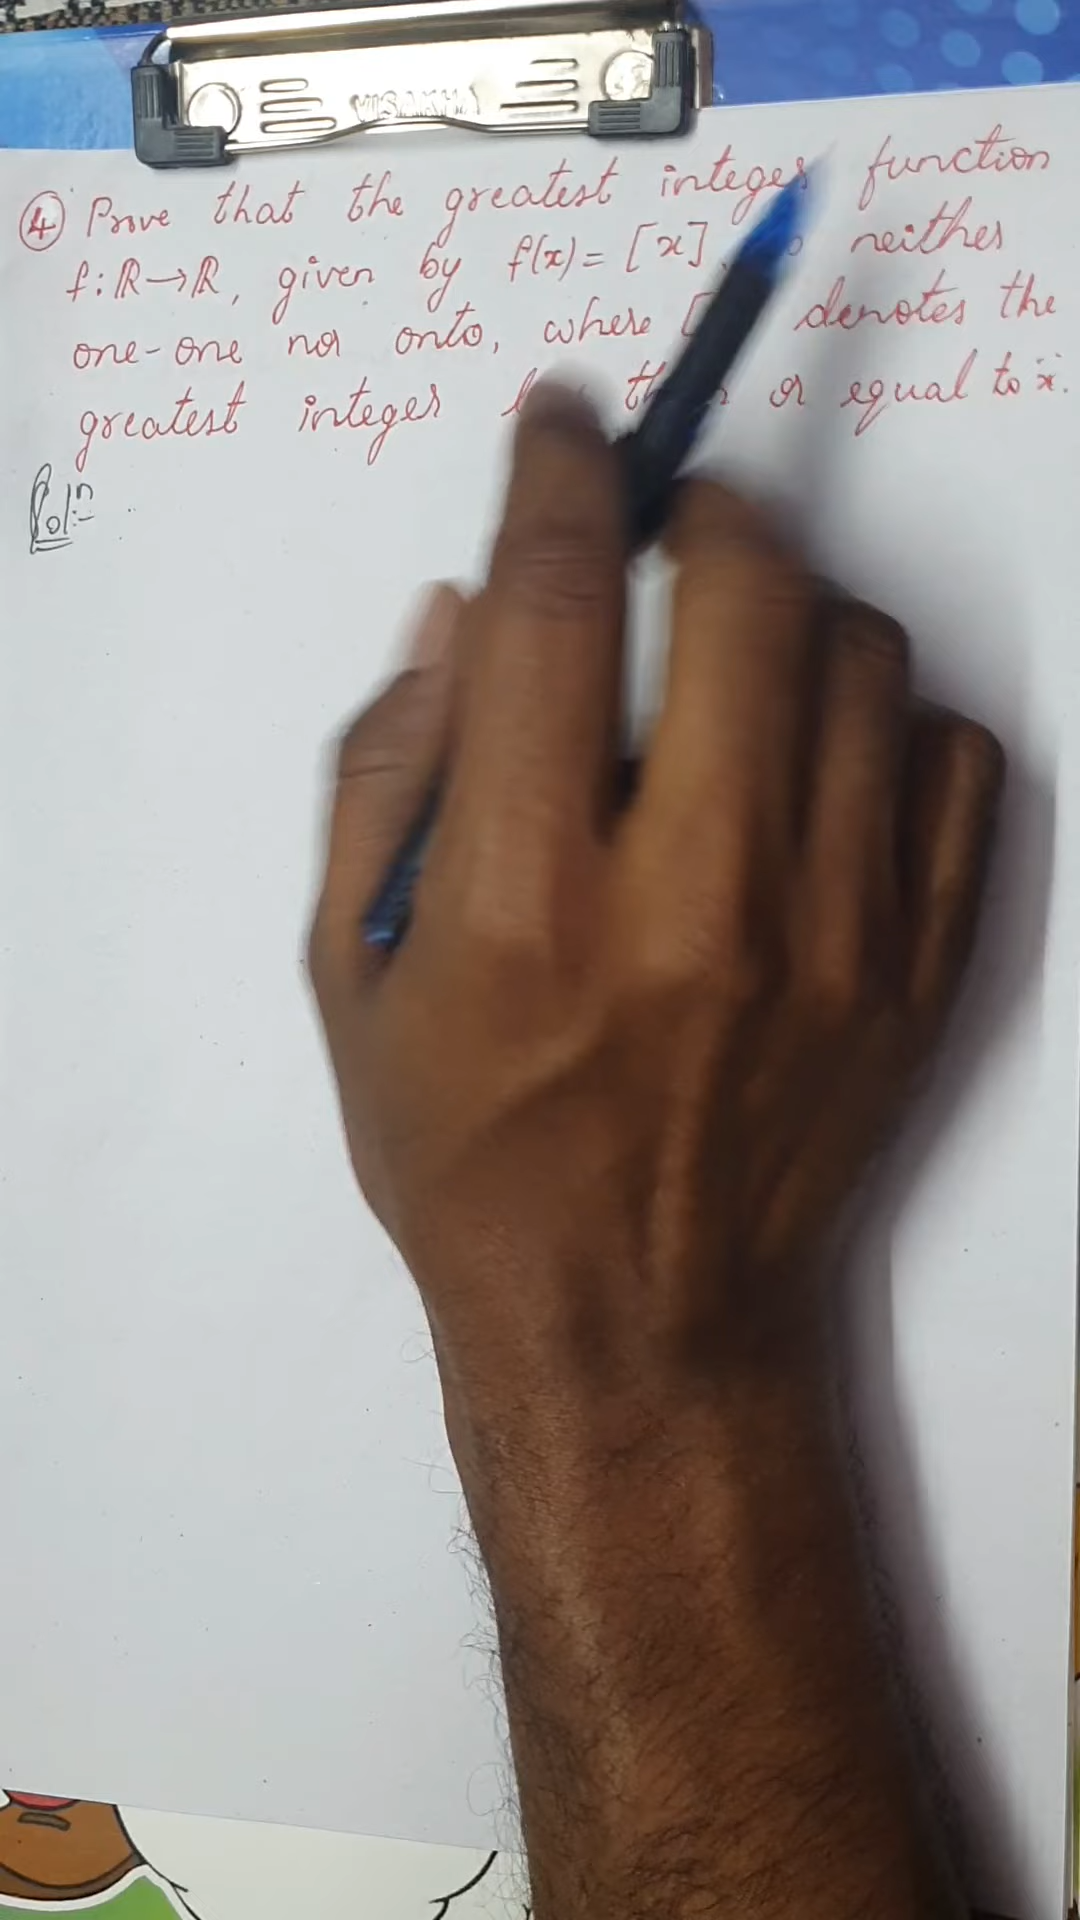 VISAKHA
④ Prove that the greatest integer function
f: ℝ→ℝ, given by f(x) = [x], neither
one-one nor onto, where [ denotes the
greatest integer or equal to x.
Sol:-